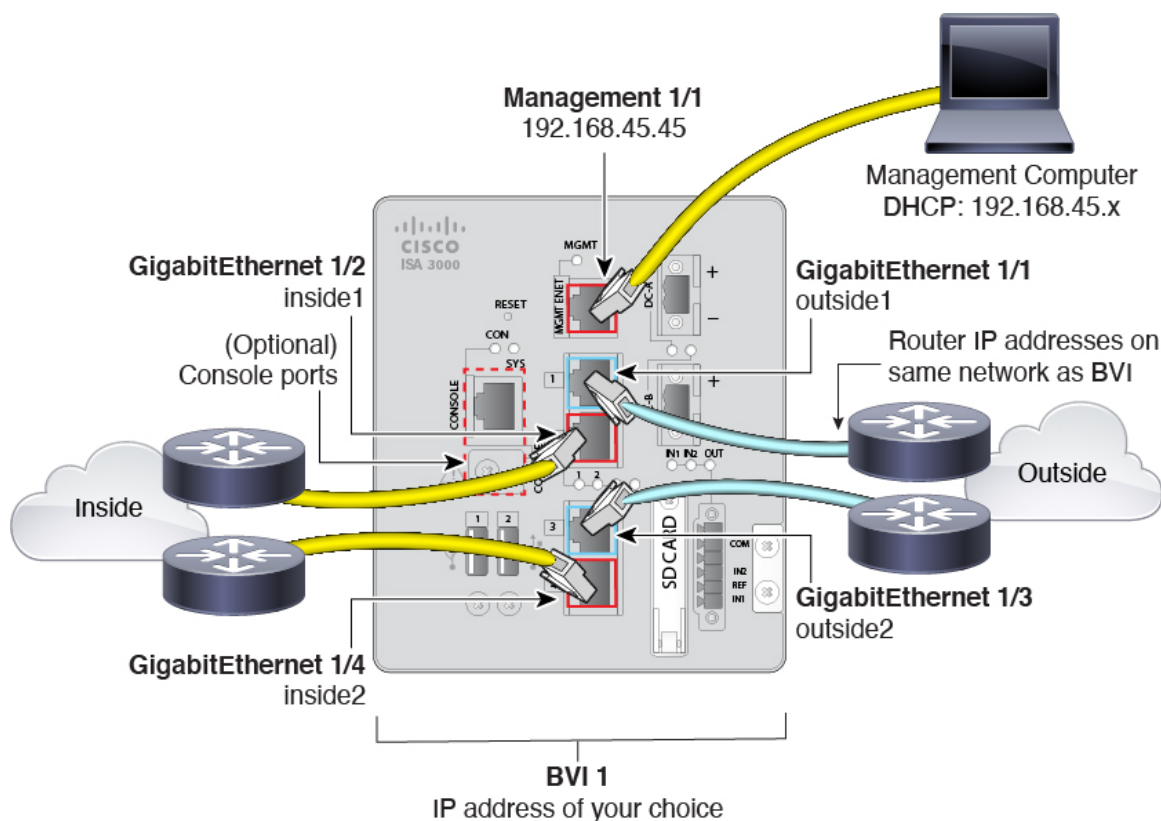 Management 1/1
192.168.45.45
Management Computer
DHCP: 192.168.45.x
CISCO
ISA 3000
MGMT
MGMT ENET
DC-A
+
−
GigabitEthernet 1/2
inside1
GigabitEthernet 1/1
outside1
RESET
CON
SYS
CONSOLE
(Optional)
Console ports
1
+
Router IP addresses on
same network as BVI
IN1 IN2 OUT
Inside
Outside
1 2
1 2
3
SD CARD
COM
IN2
REF
IN1
GigabitEthernet 1/3
outside2
GigabitEthernet 1/4
inside2
BVI 1
IP address of your choice